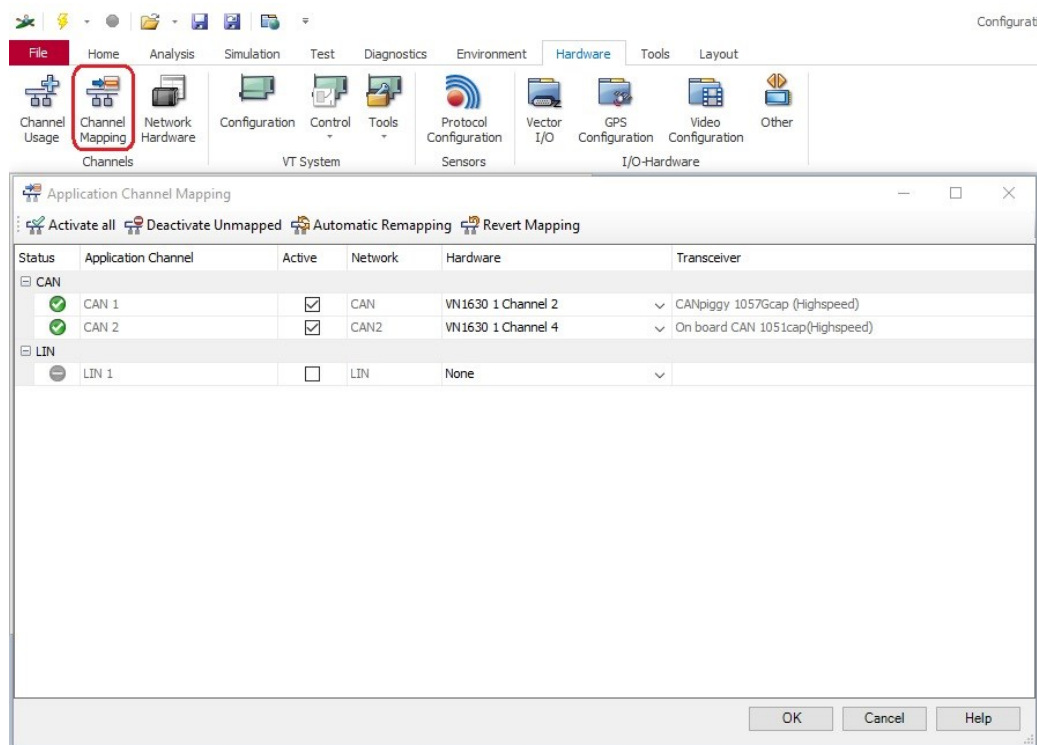 Configurati
File Home Analysis Simulation Test Diagnostics Environment Hardware Tools Layout
Channel Usage
Channel Mapping
Network Hardware
Configuration
Control
Tools
Protocol Configuration
Vector I/O
GPS Configuration
Video Configuration
Other
Channels VT System Sensors I/O-Hardware
Application Channel Mapping
Activate all Deactivate Unmapped Automatic Remapping Revert Mapping
Status Application Channel Active Network Hardware Transceiver
CAN
CAN 1 CAN VN1630 1 Channel 2 CANpiggy 1057Gcap (Highspeed)
CAN 2 CAN2 VN1630 1 Channel 4 On board CAN 1051cap(Highspeed)
LIN
LIN 1 LIN None
OK Cancel Help